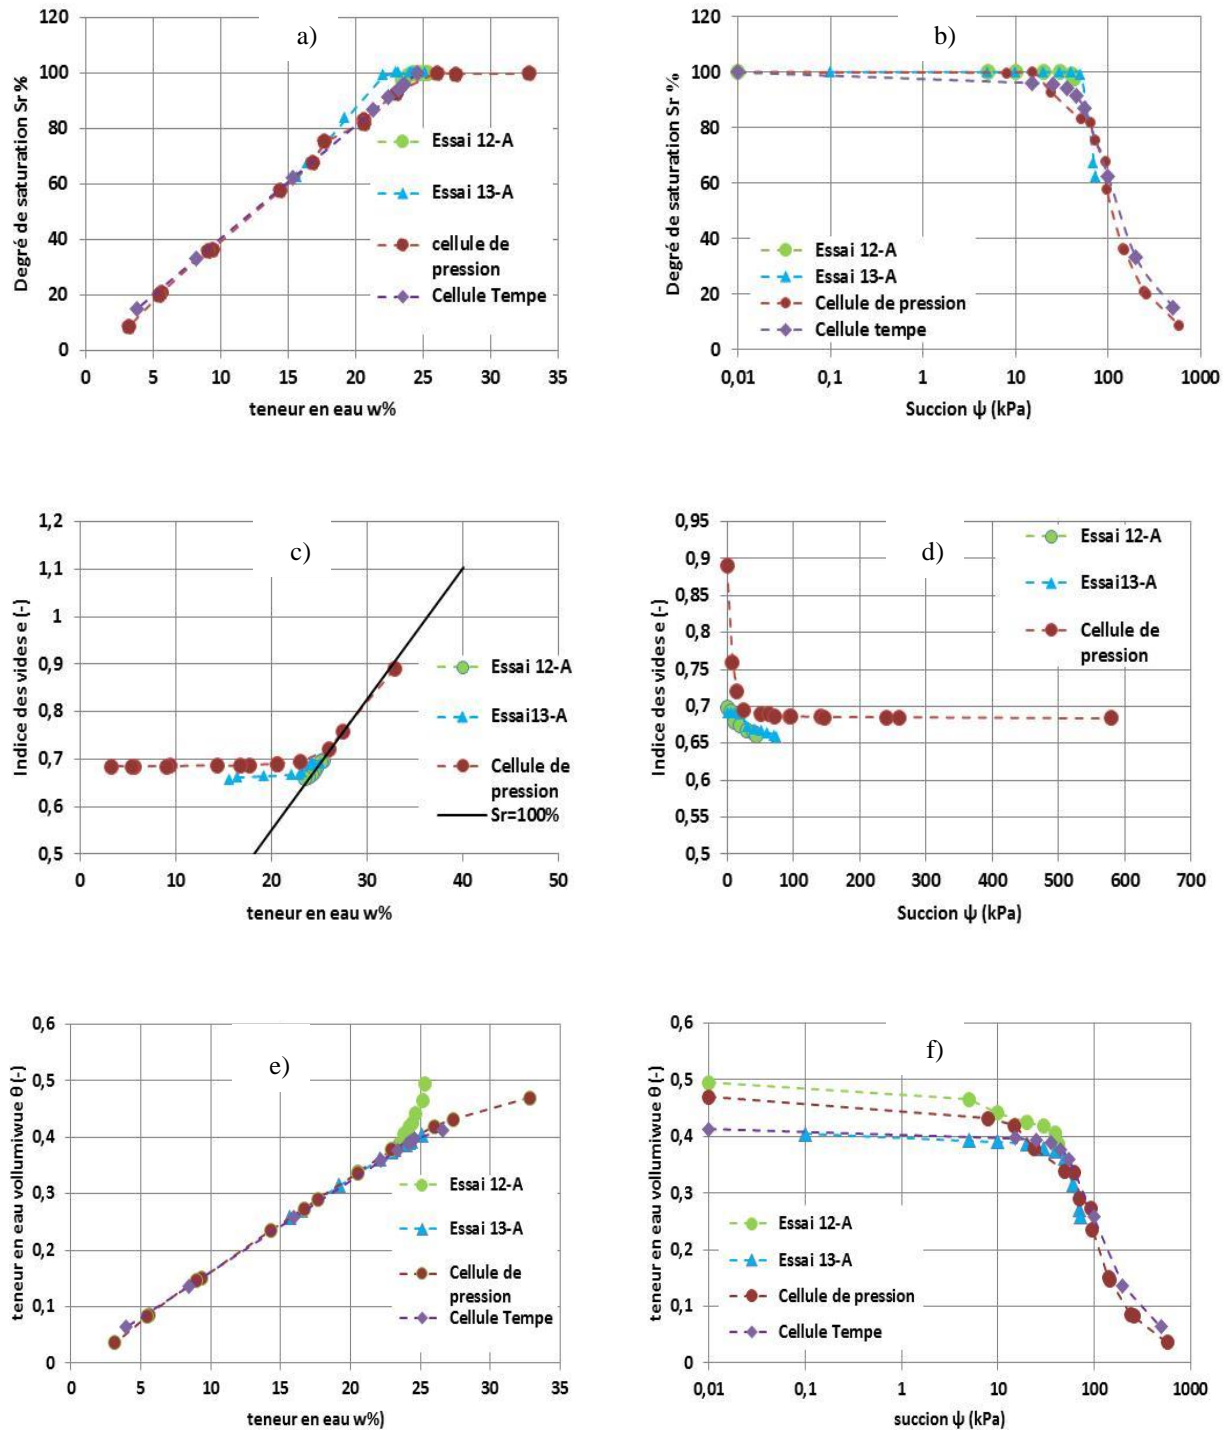 a)
120
100
80
60
40
20
0
Degré de saturation Sr %
0 5 10 15 20 25 30 35
teneur en eau w%
Essai 12-A
Essai 13-A
cellule de
pression
Cellule Tempe
b)
120
100
80
60
40
20
0
Degré de saturation Sr %
0,01 0,1 1 10 100 1000
Succion ψ (kPa)
Essai 12-A
Essai 13-A
Cellule de pression
Cellule tempe
c)
1,2
1,1
1
0,9
0,8
0,7
0,6
0,5
Indice des vides e (-)
0 10 20 30 40 50
teneur en eau w%
Essai 12-A
Essai13-A
Cellule de
pression
Sr=100%
d)
0,95
0,9
0,85
0,8
0,75
0,7
0,65
0,6
0,55
0,5
Indice des vides e (-)
0 100 200 300 400 500 600 700
Succion ψ (kPa)
Essai 12-A
Essai13-A
Cellule de
pression
e)
0,6
0,5
0,4
0,3
0,2
0,1
0
teneur en eau volumiwue θ (-)
0 5 10 15 20 25 30 35
teneur en eau w%)
Essai 12-A
Essai 13-A
Cellule de
pression
Cellule Tempe
f)
0,6
0,5
0,4
0,3
0,2
0,1
0
teneur en eau volumiwue θ (-)
0,01 0,1 1 10 100 1000
succion ψ (kPa)
Essai 12-A
Essai 13-A
Cellule de pression
Cellule Tempe